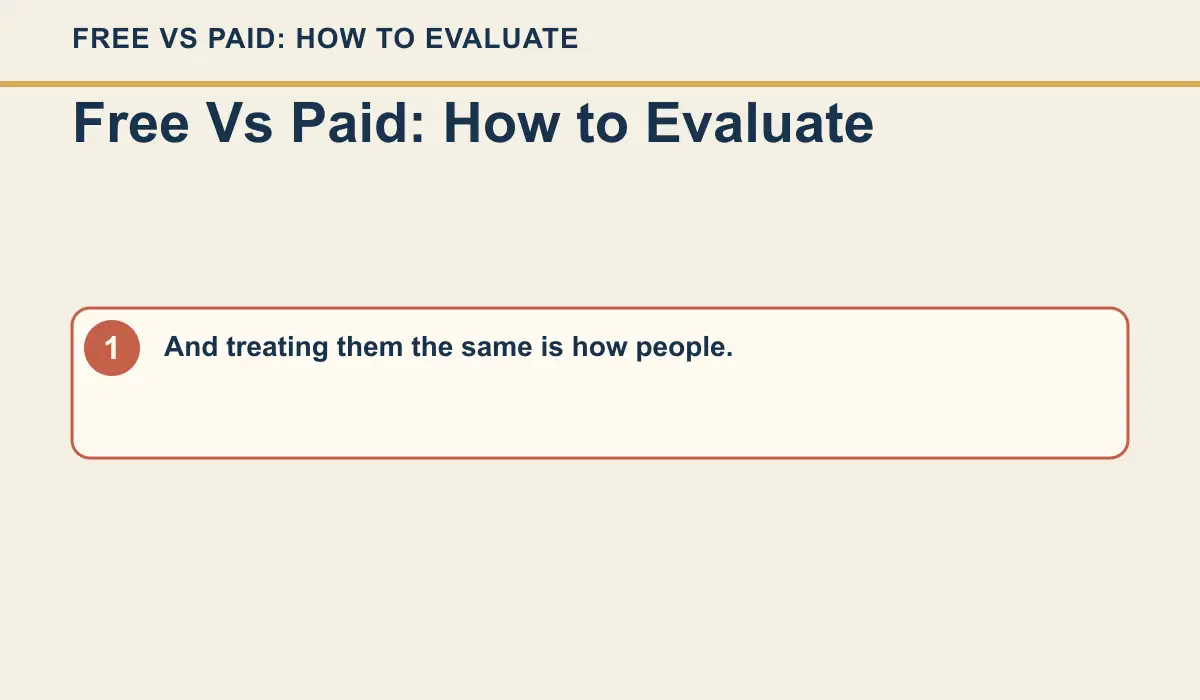 FREE VS PAID: HOW TO EVALUATE
Free Vs Paid: How to Evaluate
1
And treating them the same is how people.